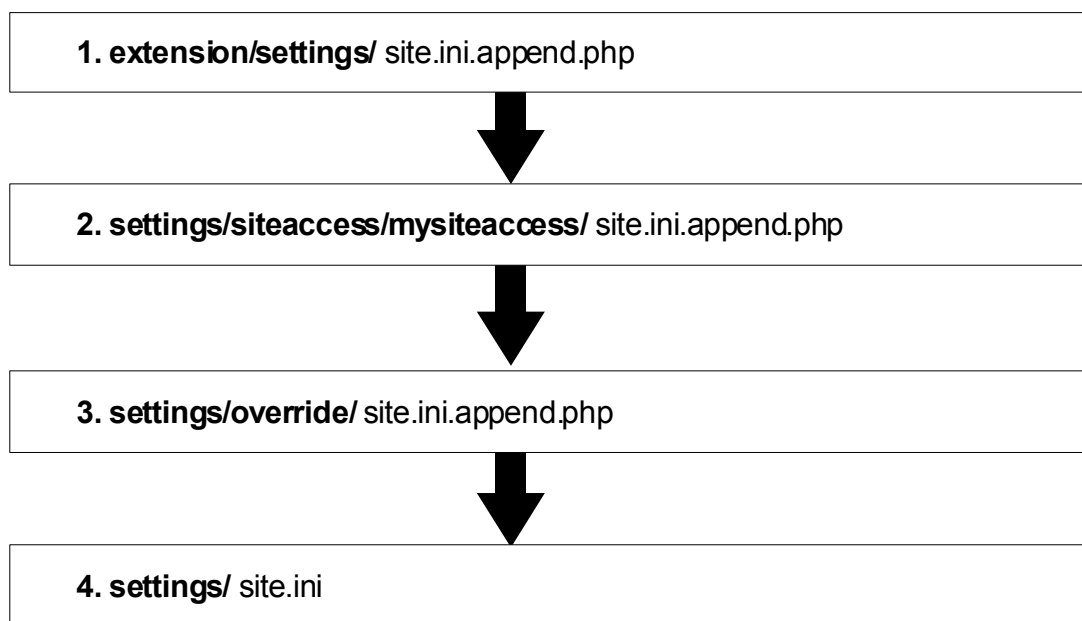 1. extension/settings/ site.ini.append.php
2. settings/siteaccess/mysiteaccess/ site.ini.append.php
3. settings/override/ site.ini.append.php
4. settings/ site.ini